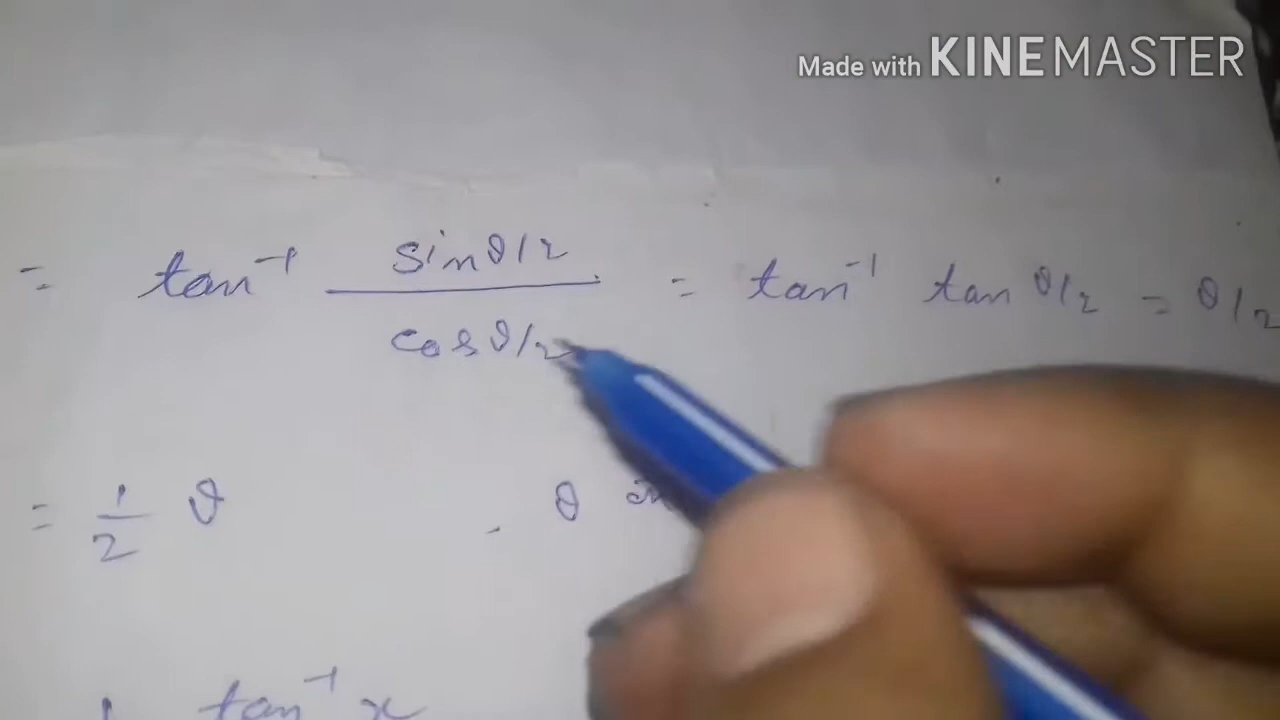 Made with KINEMASTER
= tan⁻¹ sinθ/2 / cosθ/2 = tan⁻¹ tan θ/2 = θ/2
= 1/2 θ θ
tan⁻¹ x